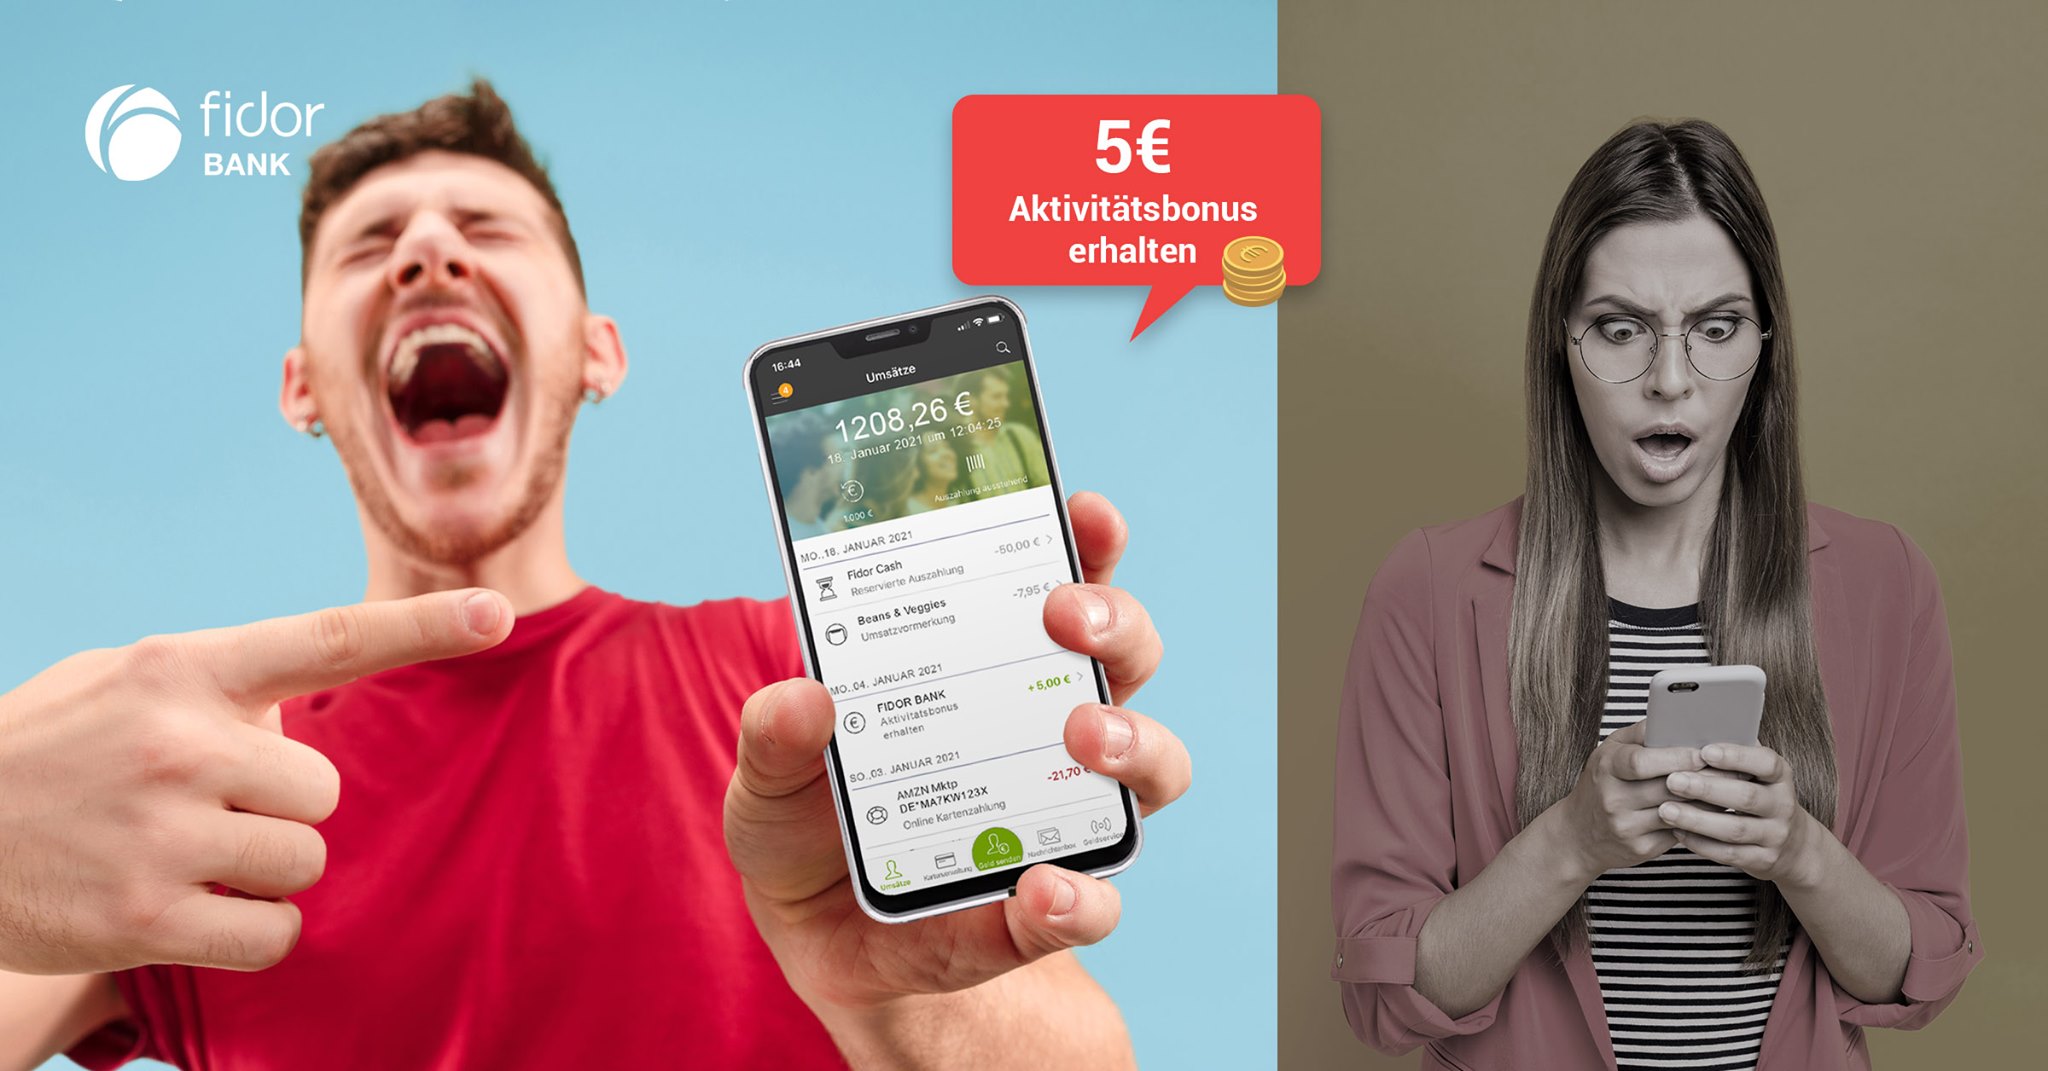 fidor
BANK
5€
Aktivitätsbonus
erhalten
16:44
4
Umsätze
1208,26 €
18. Januar 2021 um 12:04:25
1.000 €
Auszahlung ausstehend
MO.,18. JANUAR 2021
Fidor Cash
-50,00 €
Reservierte Auszahlung
Beans & Veggies
-7,95 €
Umsatzvormerkung
MO.,04. JANUAR 2021
FIDOR BANK
+5,00 €
Aktivitätsbonus
erhalten
SO.,03. JANUAR 2021
AMZN Mktp
-21,70 €
DE*MA7KW123X
Online Kartenzahlung
Umsätze
Kartenverwaltung
Geld senden
Nachrichtenbox
Geldservice